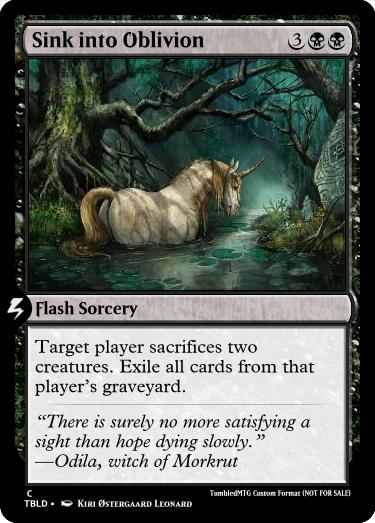 Sink into Oblivion 3
Flash Sorcery
Target player sacrifices two
creatures. Exile all cards from that
player's graveyard.
"There is surely no more satisfying a
sight than hope dying slowly."
—Odila, witch of Morkrut
C
TBLD • Kiri Østergaard Leonard
TumbledMTG Custom Format (NOT FOR SALE)